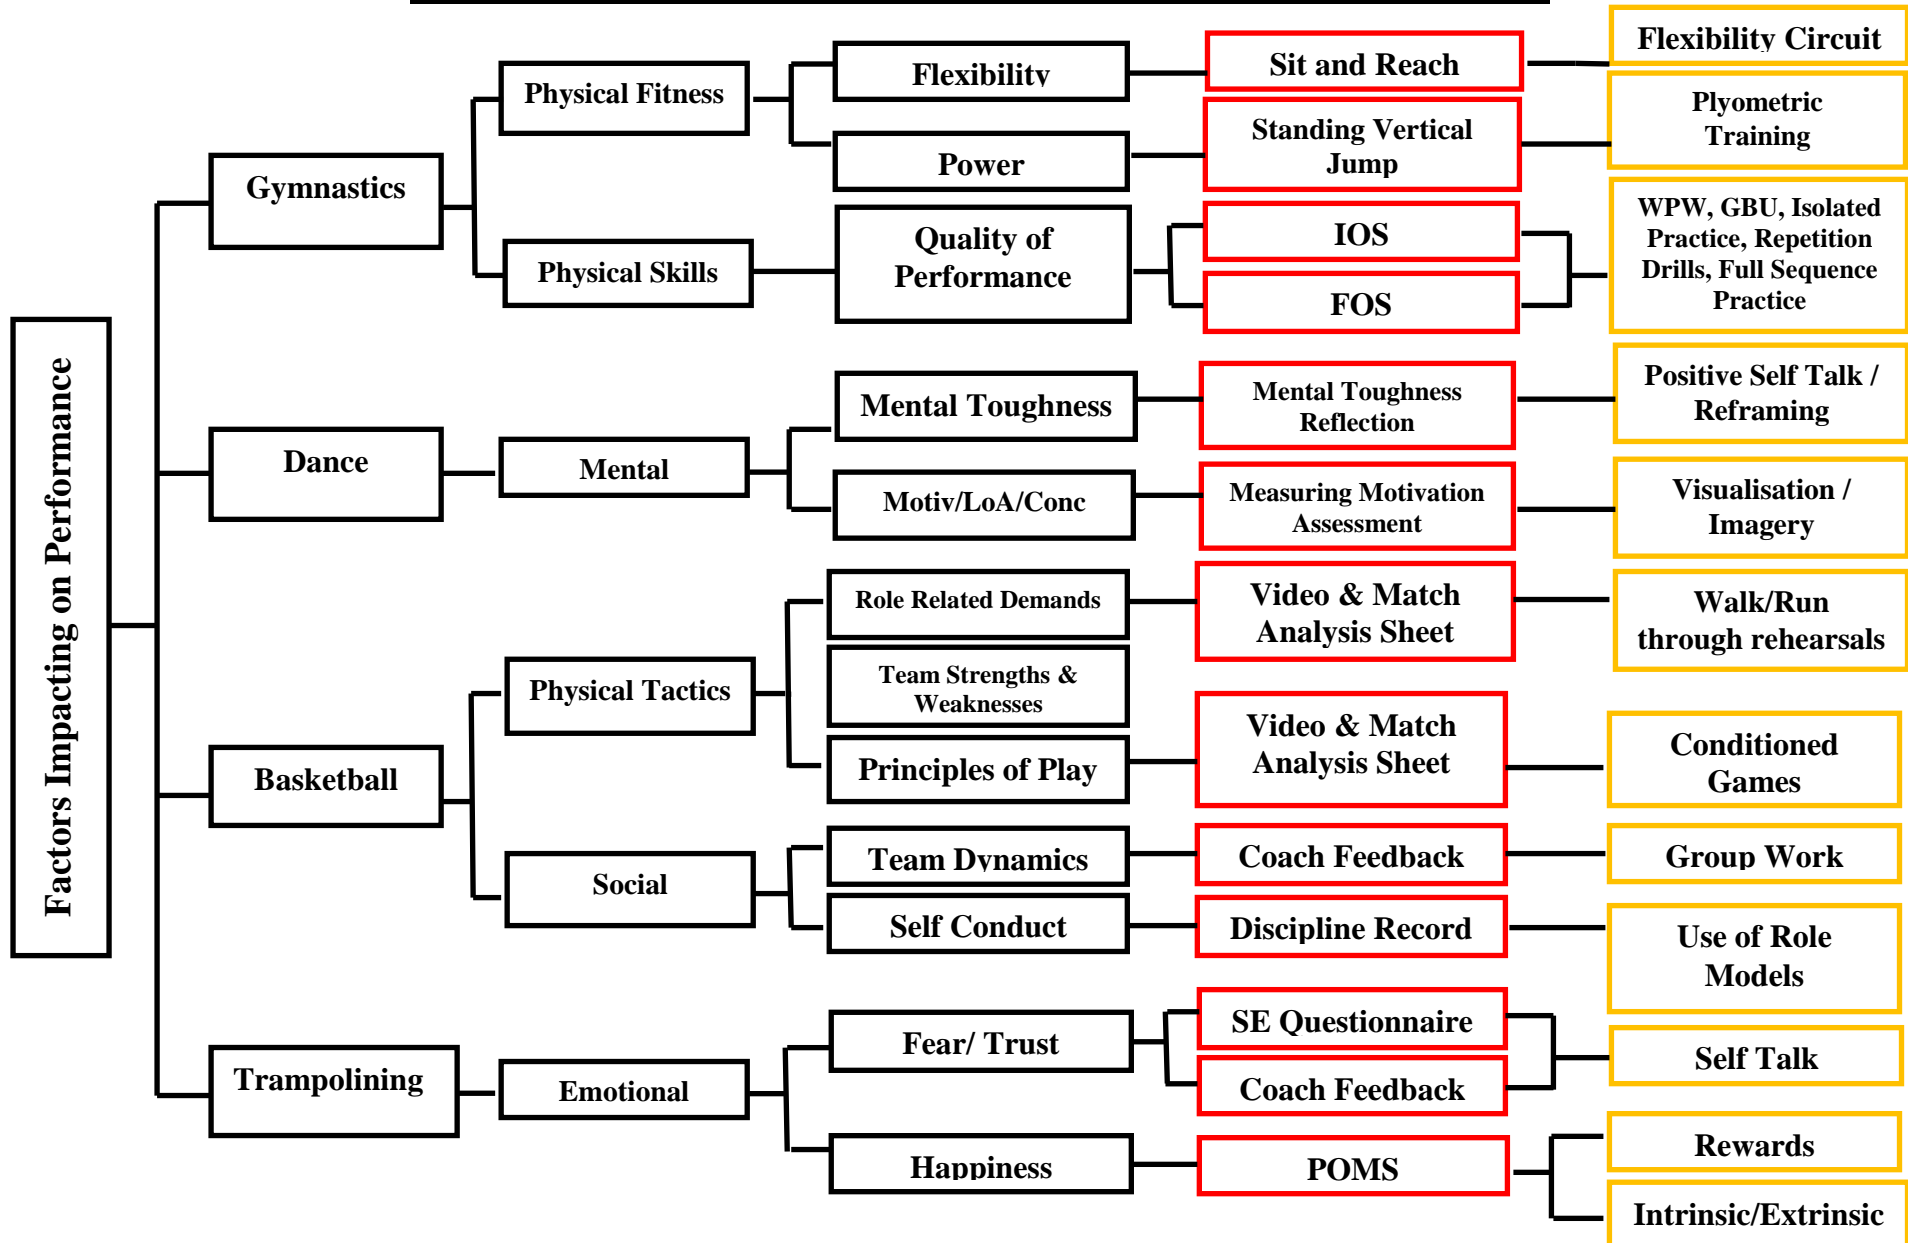 Factors Impacting on Performance
Gymnastics
Physical Fitness
Flexibility
Sit and Reach
Flexibility Circuit
Power
Standing Vertical
Jump
Plyometric
Training
Physical Skills
Quality of
Performance
IOS
FOS
WPW, GBU, Isolated
Practice, Repetition
Drills, Full Sequence
Practice
Dance
Mental
Mental Toughness
Mental Toughness
Reflection
Positive Self Talk /
Reframing
Motiv/LoA/Conc
Measuring Motivation
Assessment
Visualisation /
Imagery
Basketball
Physical Tactics
Role Related Demands
Video & Match
Analysis Sheet
Walk/Run
through rehearsals
Team Strengths &
Weaknesses
Principles of Play
Video & Match
Analysis Sheet
Conditioned
Games
Social
Team Dynamics
Coach Feedback
Group Work
Self Conduct
Discipline Record
Use of Role
Models
Trampolining
Emotional
Fear/ Trust
SE Questionnaire
Coach Feedback
Self Talk
Happiness
POMS
Rewards
Intrinsic/Extrinsic